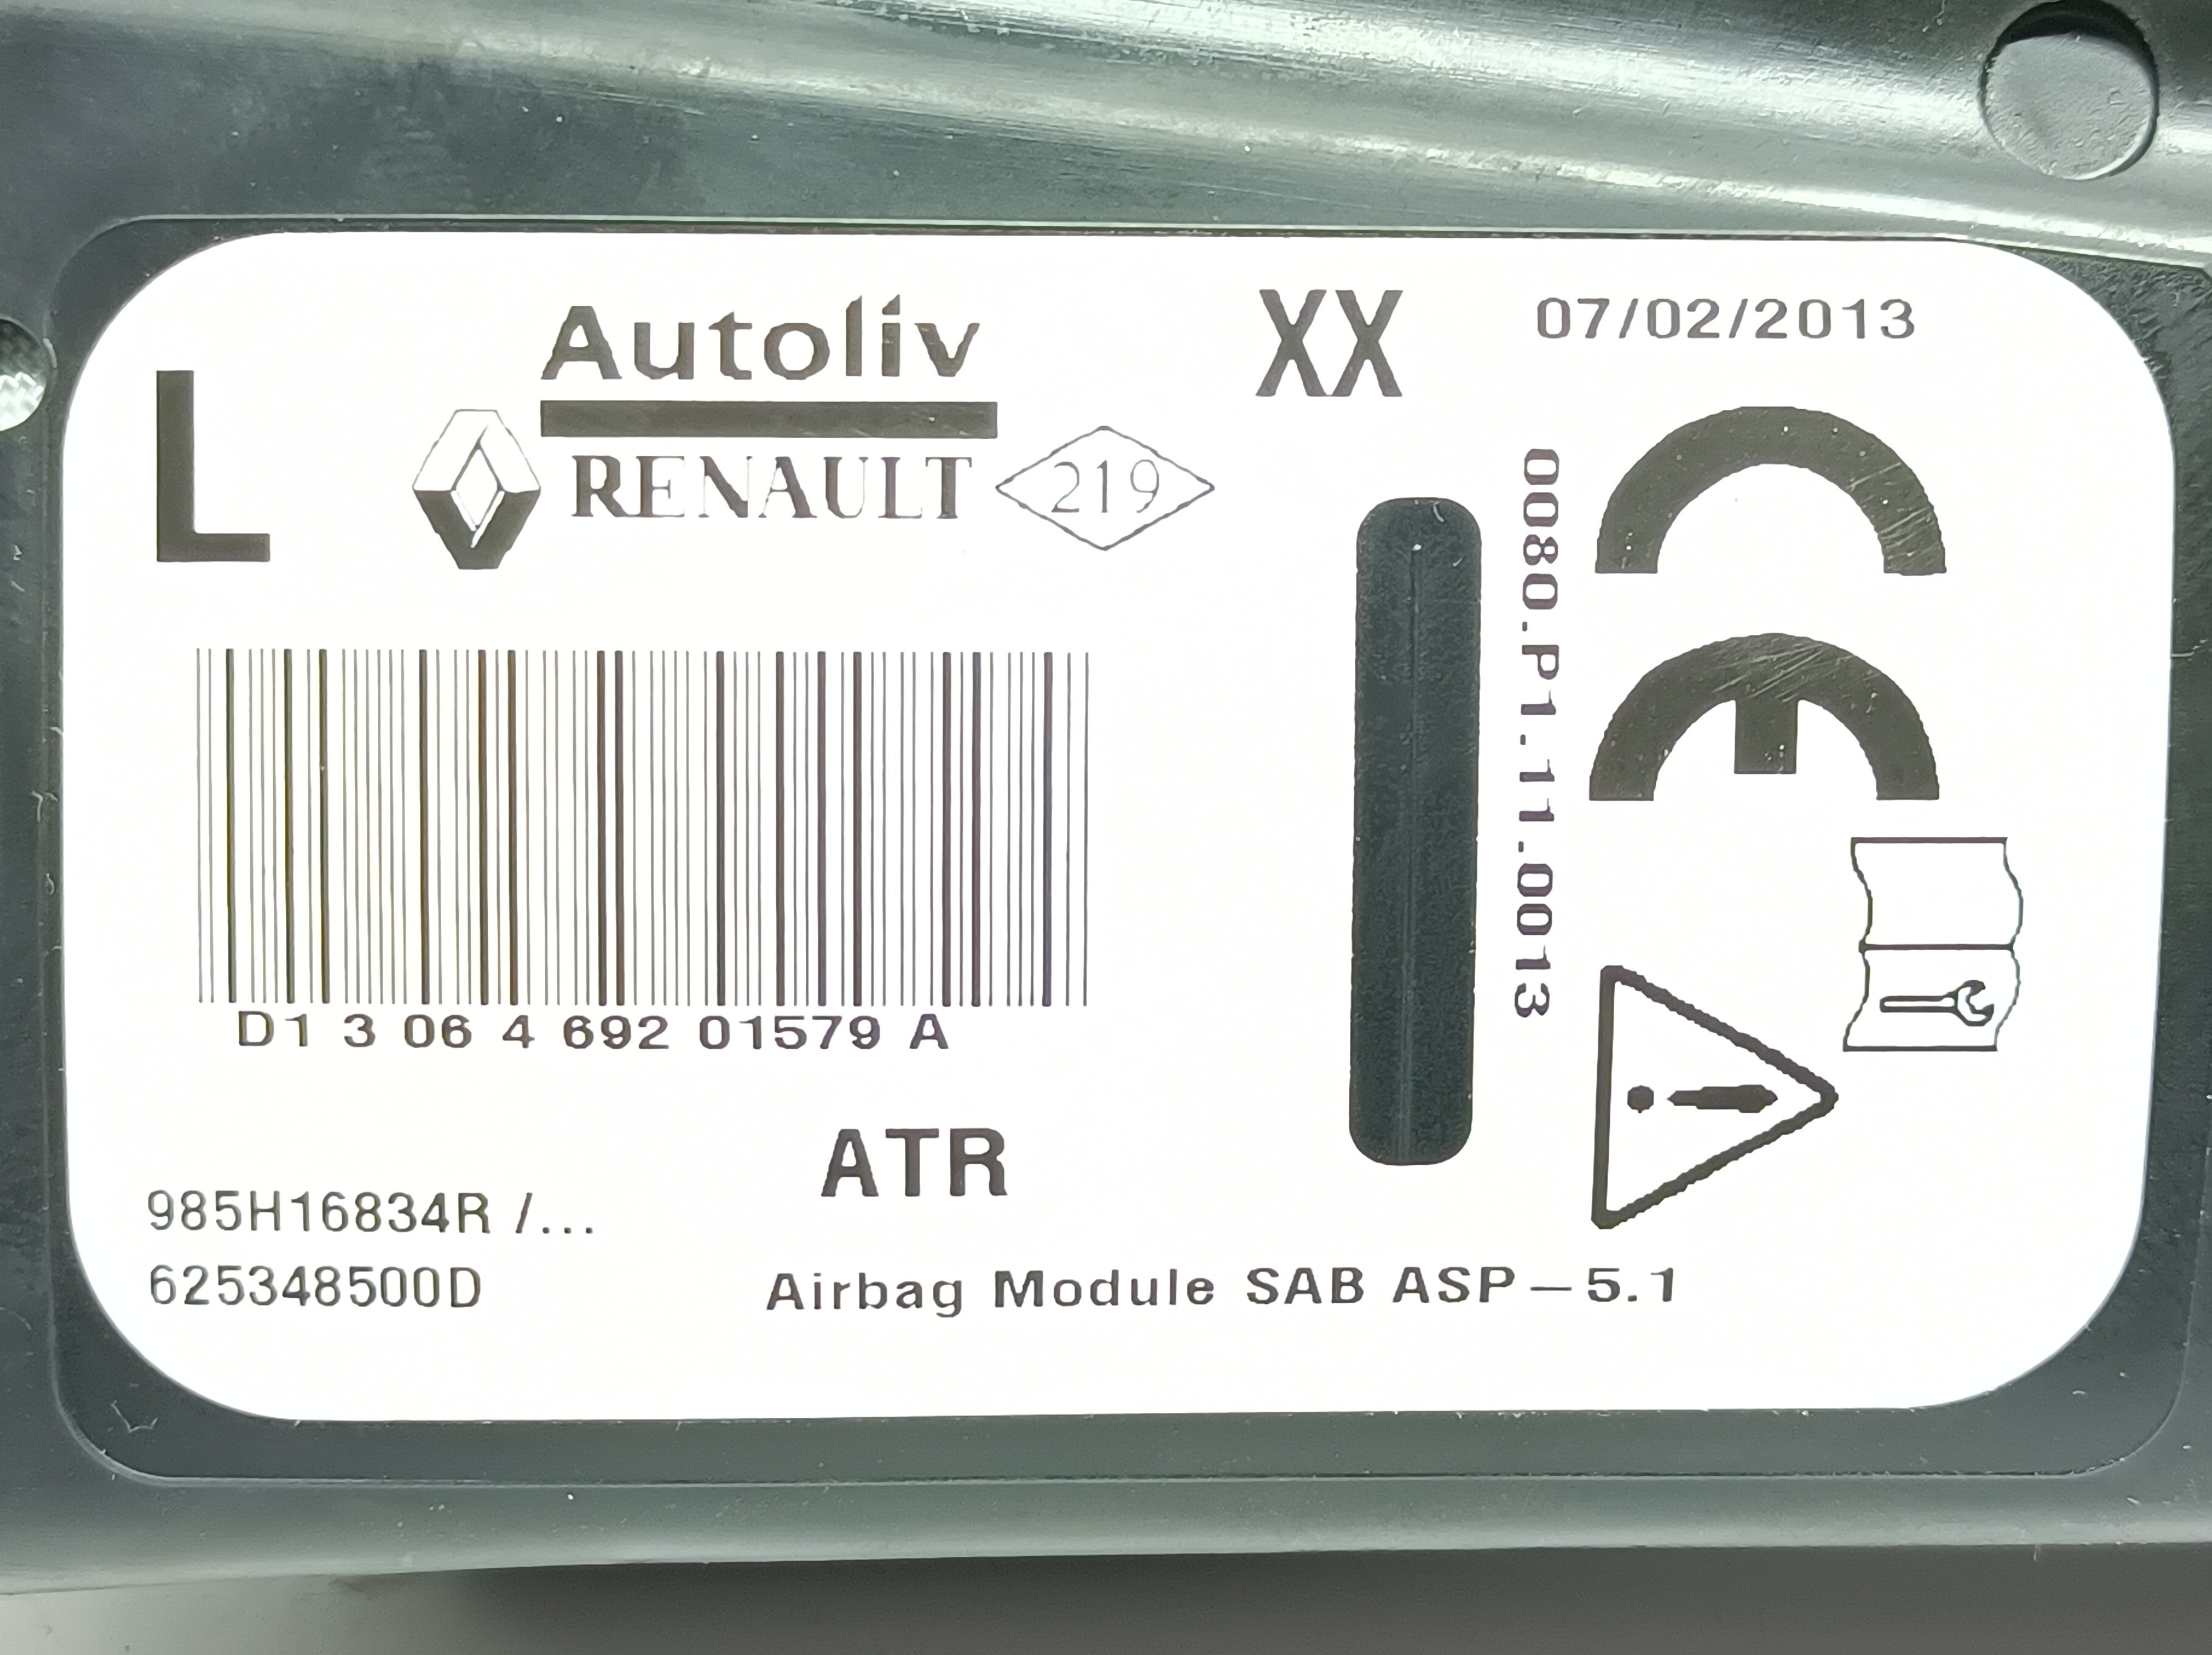 L
Autoliv
RENAULT
219
XX
07/02/2013
0080.P1.11.0013
D1 3 06 4 692 01579 A
ATR
985H16834R /...
625348500D
Airbag Module SAB ASP-5.1